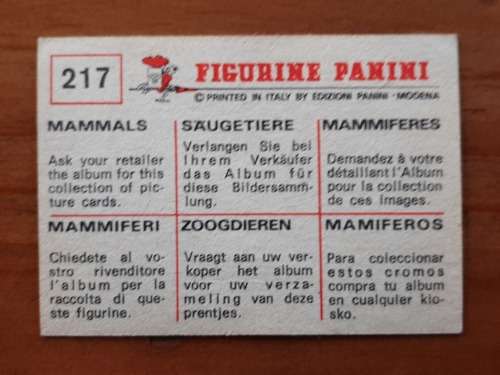 217
FIGURINE PANINI
© PRINTED IN ITALY BY EDIZIONI PANINI - MODENA
MAMMALS
Ask your retailer
the album for this
collection of pic-
ture cards.
SÄUGETIERE
Verlangen Sie bei
Ihrem Verkäufer
das Album für
diese Bildersamm-
lung.
MAMMIFERES
Demandez à votre
détaillant l'Album
pour la collection
de ces images.
MAMMIFERI
Chiedete al vo-
stro rivenditore
l'album per la
raccolta di que-
ste figurine.
ZOOGDIEREN
Vraagt aan uw ver-
koper het album
vóór uw verza-
meling van deze
prentjes.
MAMIFEROS
Para coleccionar
estos cromos
compra tu album
en cualquier kio-
sko.